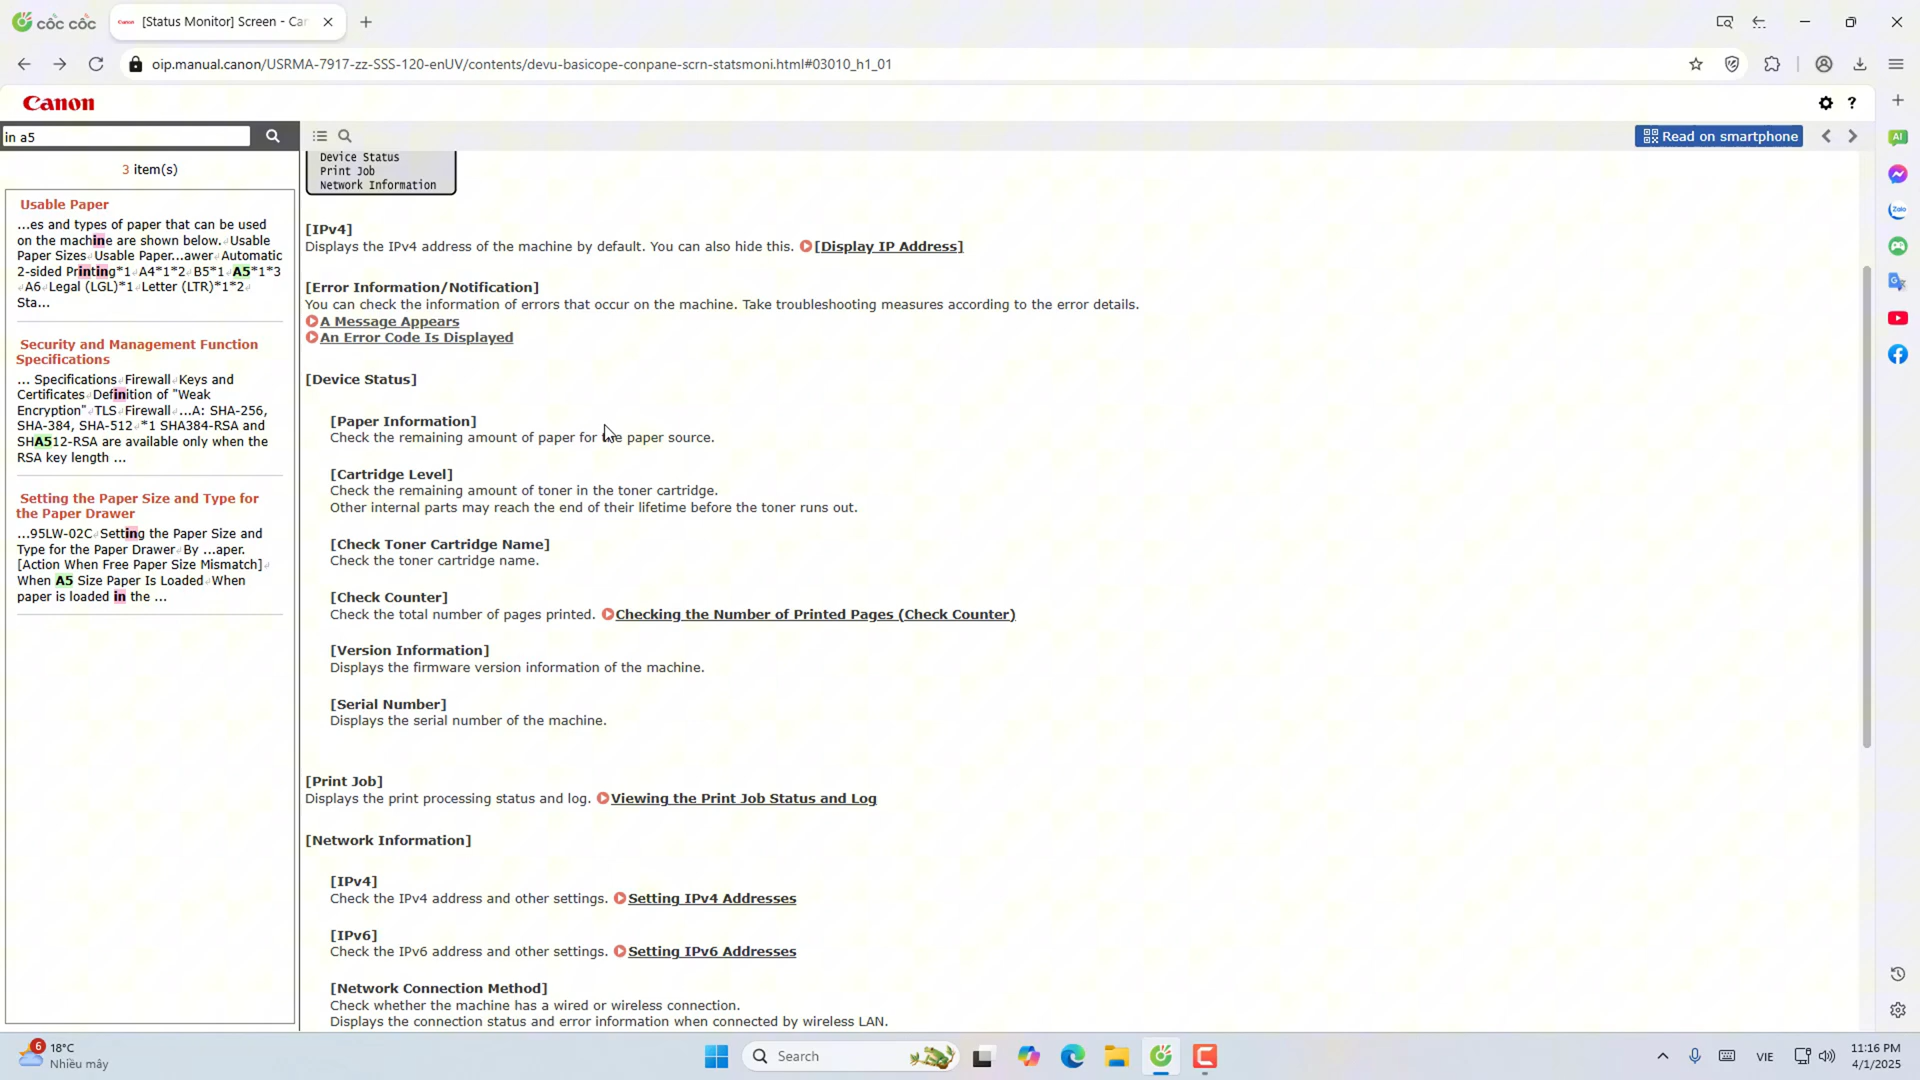 cốc cốc
[Status Monitor] Screen - Ca
oip.manual.canon/USRMA-7917-zz-SSS-120-enUV/contents/devu-basicope-conpane-scrn-statsmoni.html#03010_h1_01
Canon
in a5
Read on smartphone
3 item(s)
Usable Paper
...es and types of paper that can be used
on the machine are shown below.↲Usable
Paper Sizes↲Usable Paper...awer↲Automatic
2-sided Printing*1↲A4*1*2↲B5*1↲A5*1*3
↲A6↲Legal (LGL)*1↲Letter (LTR)*1*2↲
Sta...
Security and Management Function
Specifications
... Specifications↲Firewall↲Keys and
Certificates↲Definition of "Weak
Encryption"↲TLS↲Firewall↲...A: SHA-256,
SHA-384, SHA-512↲*1 SHA384-RSA and
SHA512-RSA are available only when the
RSA key length ...
Setting the Paper Size and Type for
the Paper Drawer
...95LW-02C↲Setting the Paper Size and
Type for the Paper Drawer↲By ...aper.
[Action When Free Paper Size Mismatch]↲
When A5 Size Paper Is Loaded↲When
paper is loaded in the ...
Device Status
Print Job
Network Information
[IPv4]
Displays the IPv4 address of the machine by default. You can also hide this. [Display IP Address]
[Error Information/Notification]
You can check the information of errors that occur on the machine. Take troubleshooting measures according to the error details.
A Message Appears
An Error Code Is Displayed
[Device Status]
[Paper Information]
Check the remaining amount of paper for the paper source.
[Cartridge Level]
Check the remaining amount of toner in the toner cartridge.
Other internal parts may reach the end of their lifetime before the toner runs out.
[Check Toner Cartridge Name]
Check the toner cartridge name.
[Check Counter]
Check the total number of pages printed. Checking the Number of Printed Pages (Check Counter)
[Version Information]
Displays the firmware version information of the machine.
[Serial Number]
Displays the serial number of the machine.
[Print Job]
Displays the print processing status and log. Viewing the Print Job Status and Log
[Network Information]
[IPv4]
Check the IPv4 address and other settings. Setting IPv4 Addresses
[IPv6]
Check the IPv6 address and other settings. Setting IPv6 Addresses
[Network Connection Method]
Check whether the machine has a wired or wireless connection.
Displays the connection status and error information when connected by wireless LAN.
AI
Zalo
6
18°C
Nhiều mây
Search
VIE
11:16 PM
4/1/2025